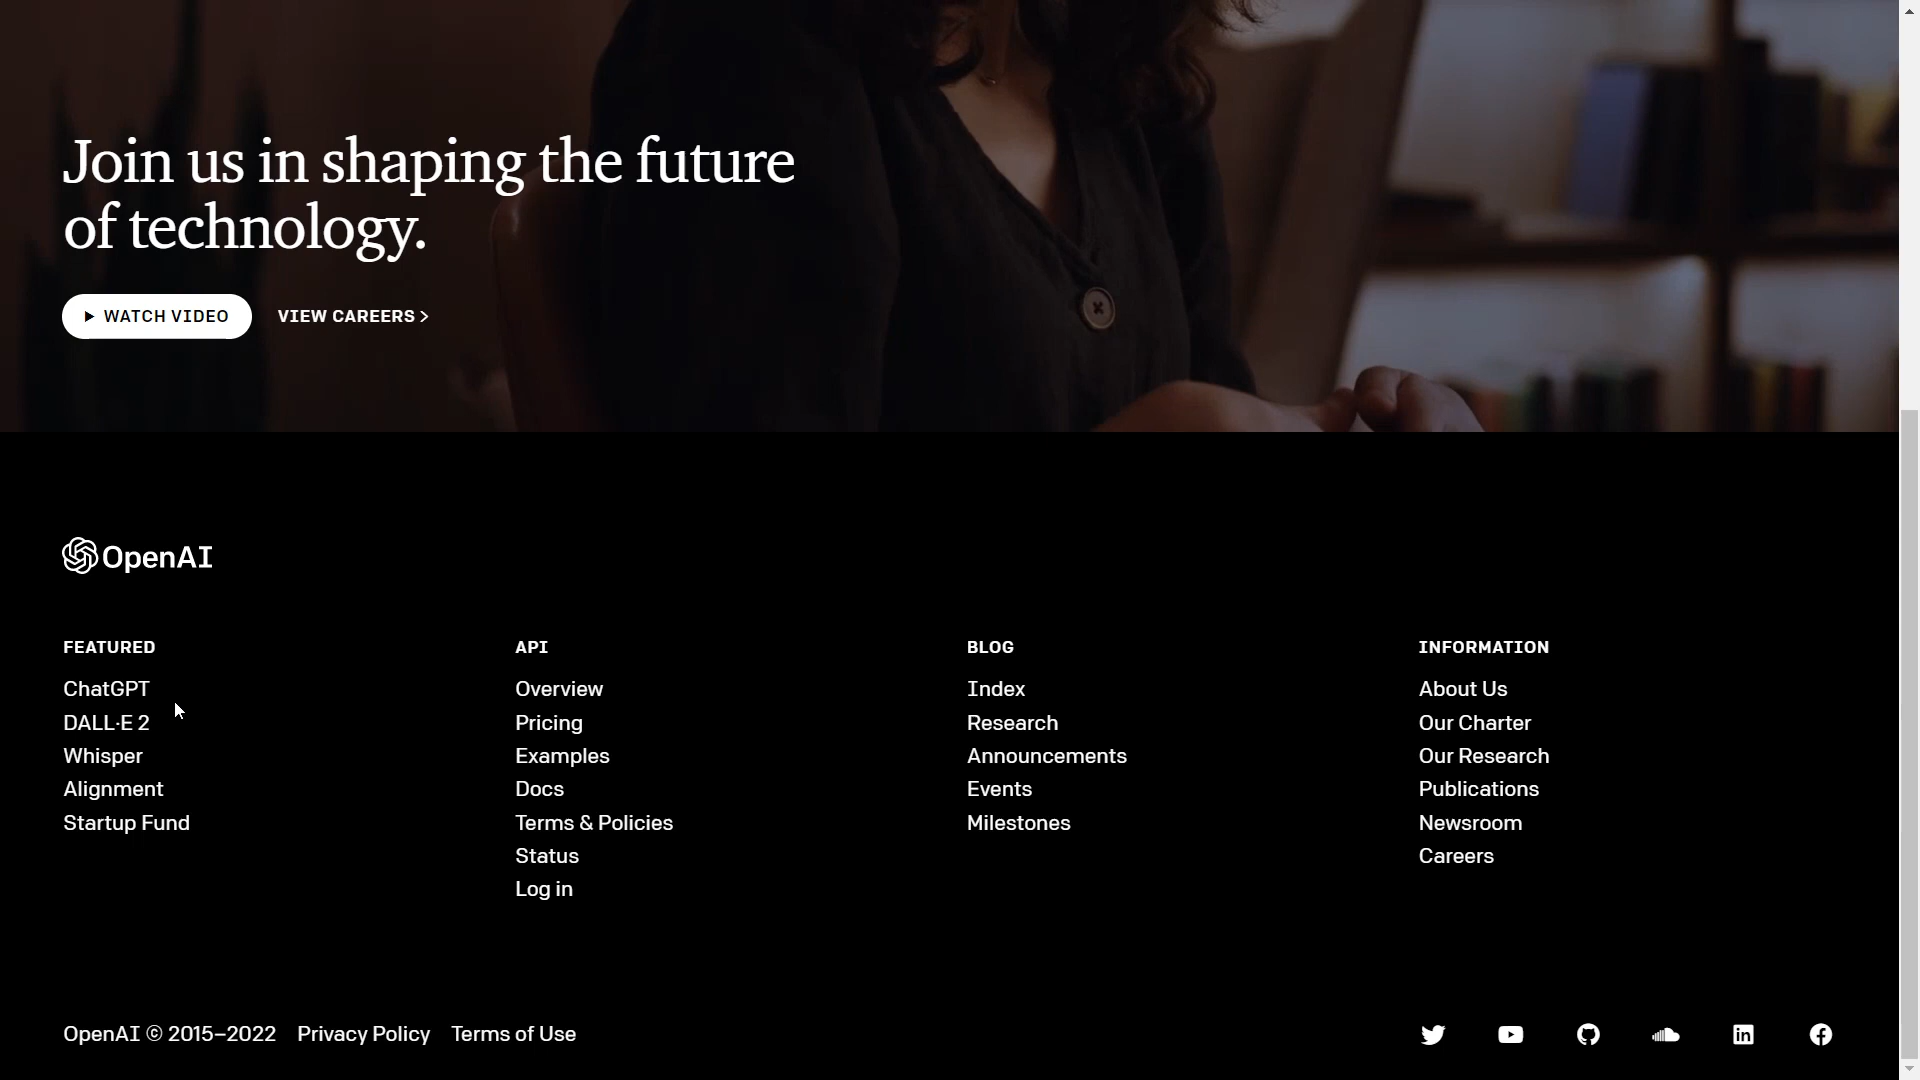 Join us in shaping the future
of technology.
WATCH VIDEO
VIEW CAREERS >
OpenAI
FEATURED
ChatGPT
DALL·E 2
Whisper
Alignment
Startup Fund
API
Overview
Pricing
Examples
Docs
Terms & Policies
Status
Log in
BLOG
Index
Research
Announcements
Events
Milestones
INFORMATION
About Us
Our Charter
Our Research
Publications
Newsroom
Careers
OpenAI © 2015–2022 Privacy Policy Terms of Use
in